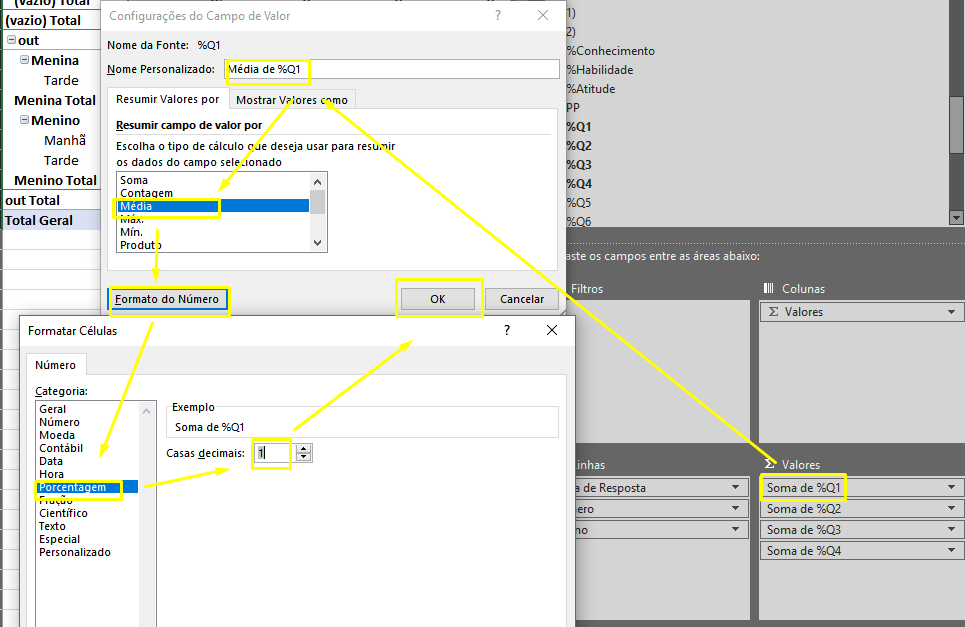 (vazio) Total
(vazio) Total
out
Menina
Tarde
Menina Total
Menino
Manhã
Tarde
Menino Total
out Total
Total Geral
Configurações do Campo de Valor
?
Nome da Fonte: %Q1
Nome Personalizado: Média de %Q1
Resumir Valores por
Mostrar Valores como
Resumir campo de valor por
Escolha o tipo de cálculo que deseja usar para resumir
os dados do campo selecionado
Soma
Contagem
Média
Máx.
Mín.
Produto
Formato do Número
OK
Cancelar
Formatar Células
?
Número
Categoria:
Geral
Número
Moeda
Contábil
Data
Hora
Porcentagem
Fração
Científico
Texto
Especial
Personalizado
Exemplo
Soma de %Q1
Casas decimais: 1
1)
2)
%Conhecimento
%Habilidade
%Atitude
PP
%Q1
%Q2
%Q3
%Q4
%Q5
%Q6
aste os campos entre as áreas abaixo:
Filtros
Colunas
Σ Valores
inhas
a de Resposta
ero
no
Σ Valores
Soma de %Q1
Soma de %Q2
Soma de %Q3
Soma de %Q4